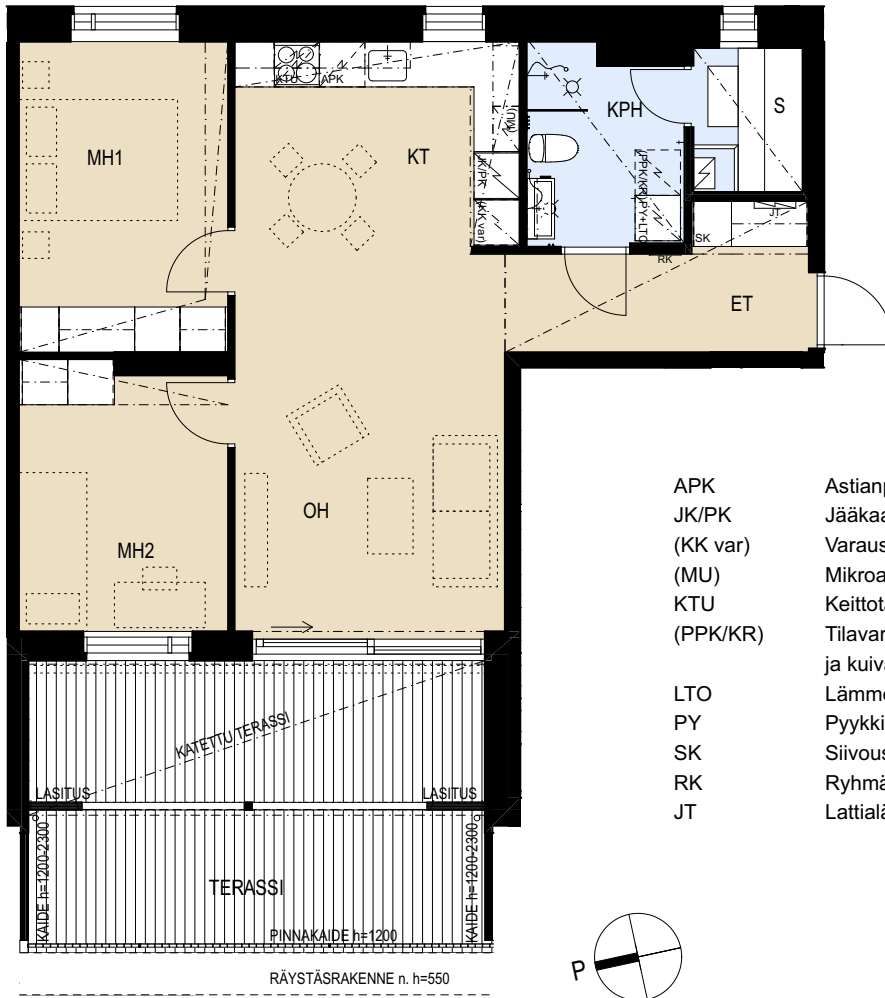 KTU
APK
MH1
KT
(MU)
JK/PK
(KK var)
KPH
(PPK/KR)
PY+LTO
S
SK
JT
RK
ET
OH
MH2
KATETTU TERASSI
LASITUS
LASITUS
KAIDE h=1200-2300
KAIDE h=1200-2300
TERASSI
PINNAKAIDE h=1200
RÄYSTÄSRAKENNE n. h=550
P
APK Astianp
JK/PK Jääkaa
(KK var) Varaus
(MU) Mikroa
KTU Keittota
(PPK/KR) Tilavar
ja kuiva
LTO Lämme
PY Pyykki
SK Siivous
RK Ryhmä
JT Lattialä